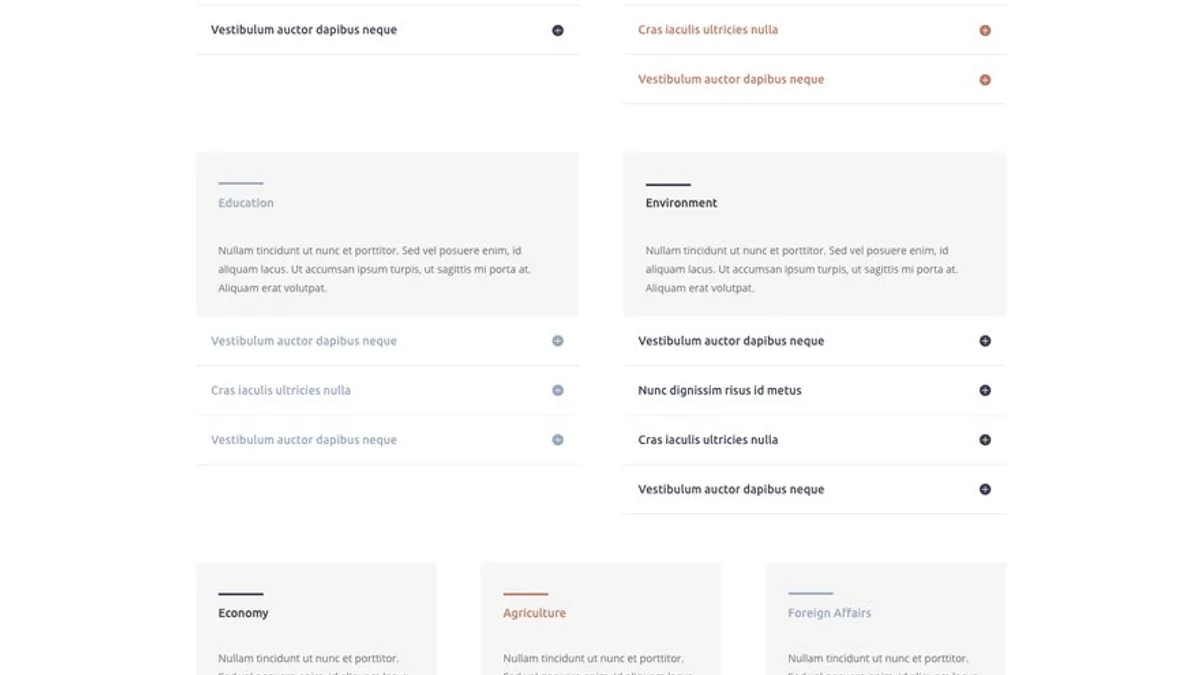 Vestibulum auctor dapibus neque
Cras iaculis ultricies nulla
Vestibulum auctor dapibus neque
Education
Nullam tincidunt ut nunc et porttitor. Sed vel posuere enim, id
aliquam lacus. Ut accumsan ipsum turpis, ut sagittis mi porta at.
Aliquam erat volutpat.
Vestibulum auctor dapibus neque
Cras iaculis ultricies nulla
Vestibulum auctor dapibus neque
Environment
Nullam tincidunt ut nunc et porttitor. Sed vel posuere enim, id
aliquam lacus. Ut accumsan ipsum turpis, ut sagittis mi porta at.
Aliquam erat volutpat.
Vestibulum auctor dapibus neque
Nunc dignissim risus id metus
Cras iaculis ultricies nulla
Vestibulum auctor dapibus neque
Economy
Nullam tincidunt ut nunc et porttitor.
Agriculture
Nullam tincidunt ut nunc et porttitor.
Foreign Affairs
Nullam tincidunt ut nunc et porttitor.